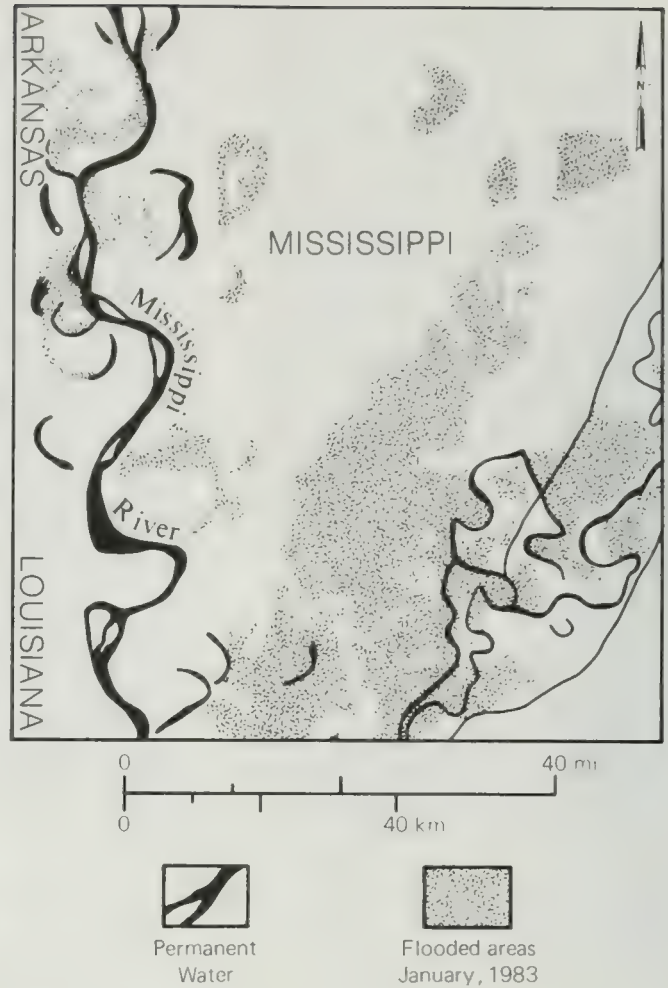 ARKANSAS
N
MISSISSIPPI
Mississippi
River
LOUISIANA
0 40 mi
0 40 km
Permanent
Water
Flooded areas
January, 1983